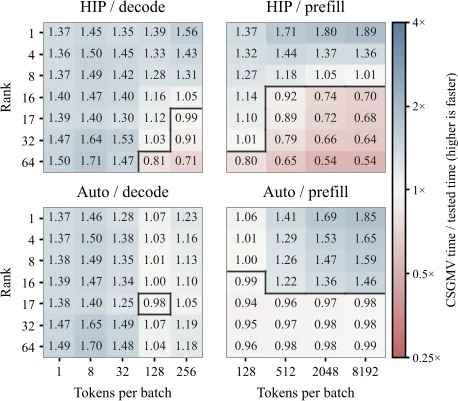 HIP / decode HIP / prefill
1 1.37 1.45 1.35 1.39 1.56 1.37 1.71 1.80 1.89
4 1.36 1.50 1.45 1.33 1.43 1.32 1.44 1.37 1.36
8 1.37 1.49 1.42 1.28 1.31 1.27 1.18 1.05 1.01
16 1.40 1.47 1.40 1.16 1.05 1.14 0.92 0.74 0.70
17 1.39 1.40 1.30 1.12 0.99 1.10 0.89 0.72 0.68
32 1.47 1.64 1.53 1.03 0.91 1.01 0.79 0.66 0.64
64 1.50 1.71 1.47 0.81 0.71 0.80 0.65 0.54 0.54
Rank
Auto / decode Auto / prefill
1 1.37 1.46 1.28 1.07 1.23 1.06 1.41 1.69 1.85
4 1.37 1.50 1.38 1.03 1.16 1.01 1.29 1.53 1.65
8 1.38 1.49 1.35 1.01 1.13 1.00 1.26 1.47 1.59
16 1.39 1.47 1.34 1.00 1.10 0.99 1.22 1.36 1.46
17 1.38 1.40 1.25 0.98 1.05 0.94 0.96 0.97 0.98
32 1.47 1.65 1.49 1.07 1.19 0.95 0.97 0.98 0.98
64 1.49 1.70 1.48 1.04 1.18 0.96 0.98 0.98 0.99
Rank
1 8 32 128 256 128 512 2048 8192
Tokens per batch Tokens per batch
4×
2×
1×
0.5×
0.25×
CSGMV time / tested time (higher is faster)